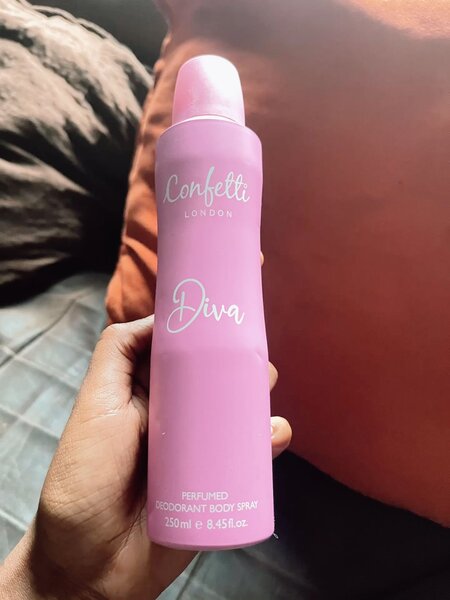 Confetti
LONDON
Diva
PERFUMED
DEODORANT BODY SPRAY
250ml e 8.45fl.oz.